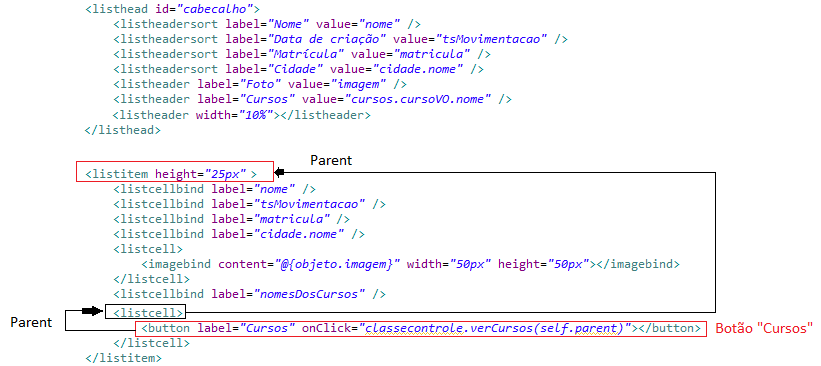 <listhead id="cabecalho">
<listheadersort label="Nome" value="nome" />
<listheadersort label="Data de criação" value="tsMovimentacao" />
<listheadersort label="Matrícula" value="matricula" />
<listheadersort label="Cidade" value="cidade.nome" />
<listheader label="Foto" value="imagem" />
<listheader label="Cursos" value="cursos.cursoVO.nome" />
<listheader width="10%"></listheader>
</listhead>
Parent
<listitem height="25px" >
<listcellbind label="nome" />
<listcellbind label="tsMovimentacao" />
<listcellbind label="matricula" />
<listcellbind label="cidade.nome" />
<listcell>
<imagebind content="@{objeto.imagem}" width="50px" height="50px"></imagebind>
</listcell>
<listcellbind label="nomesDosCursos" />
<listcell>
Parent
<button label="Cursos" onClick="classecontrole.verCursos(self.parent)"></button> Botão "Cursos"
</listcell>
</listitem>